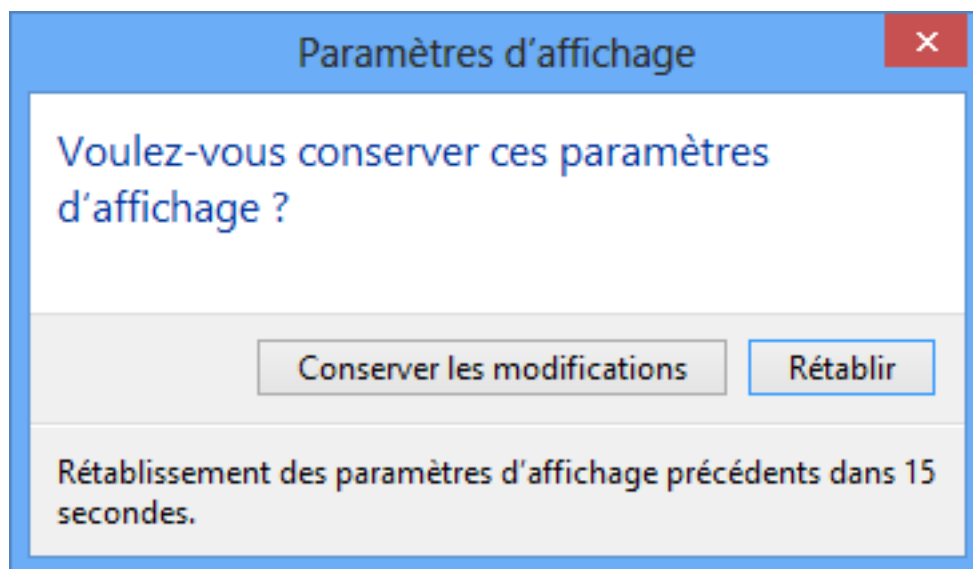 Paramètres d’affichage
Voulez-vous conserver ces paramètres
d’affichage ?
Conserver les modifications
Rétablir
Rétablissement des paramètres d’affichage précédents dans 15
secondes.